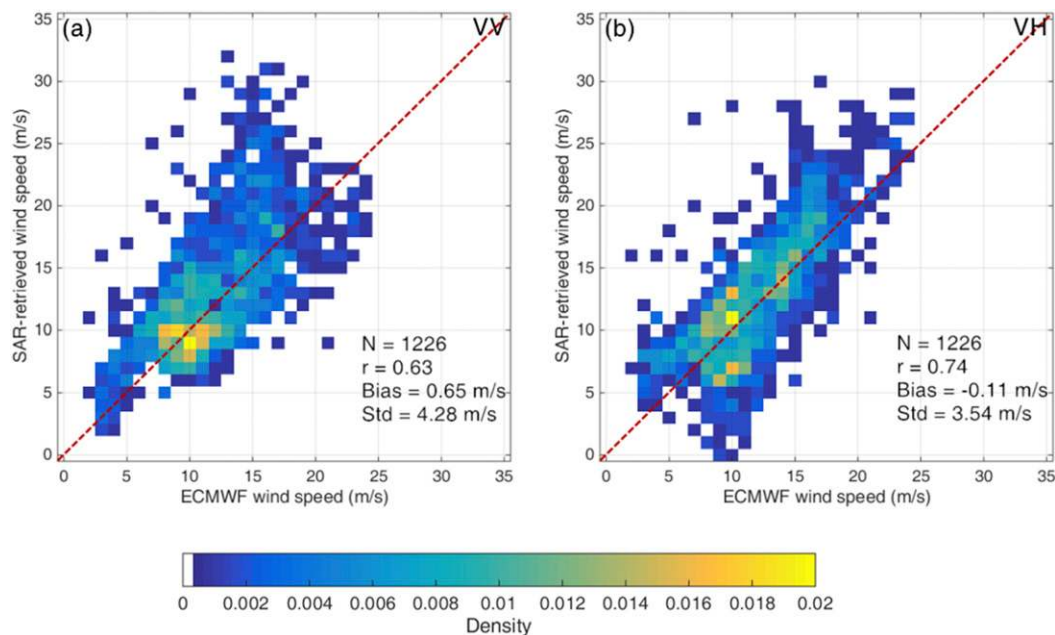 (a)
VV
35
30
25
20
15
10
5
0
SAR-retrieved wind speed (m/s)
N = 1226
r = 0.63
Bias = 0.65 m/s
Std = 4.28 m/s
0 5 10 15 20 25 30 35
ECMWF wind speed (m/s)
(b)
VH
35
30
25
20
15
10
5
0
SAR-retrieved wind speed (m/s)
N = 1226
r = 0.74
Bias = -0.11 m/s
Std = 3.54 m/s
0 5 10 15 20 25 30 35
ECMWF wind speed (m/s)
0 0.002 0.004 0.006 0.008 0.01 0.012 0.014 0.016 0.018 0.02
Density